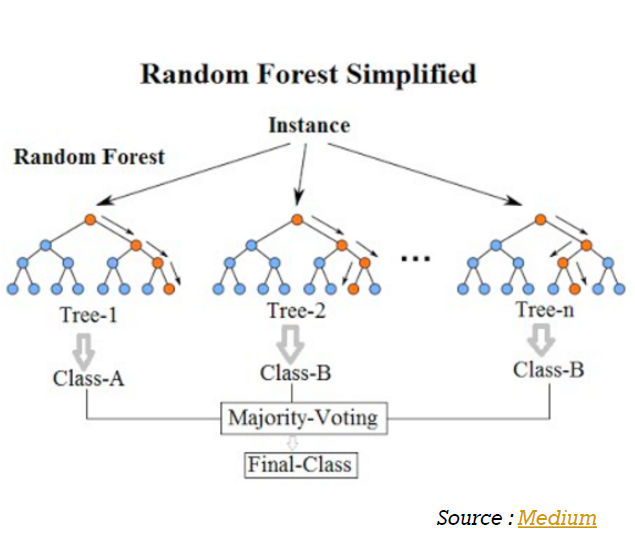 Random Forest Simplified
Instance
Random Forest
...
Tree-1 Tree-2 Tree-n
Class-A Class-B Class-B
Majority-Voting
Final-Class
Source : Medium